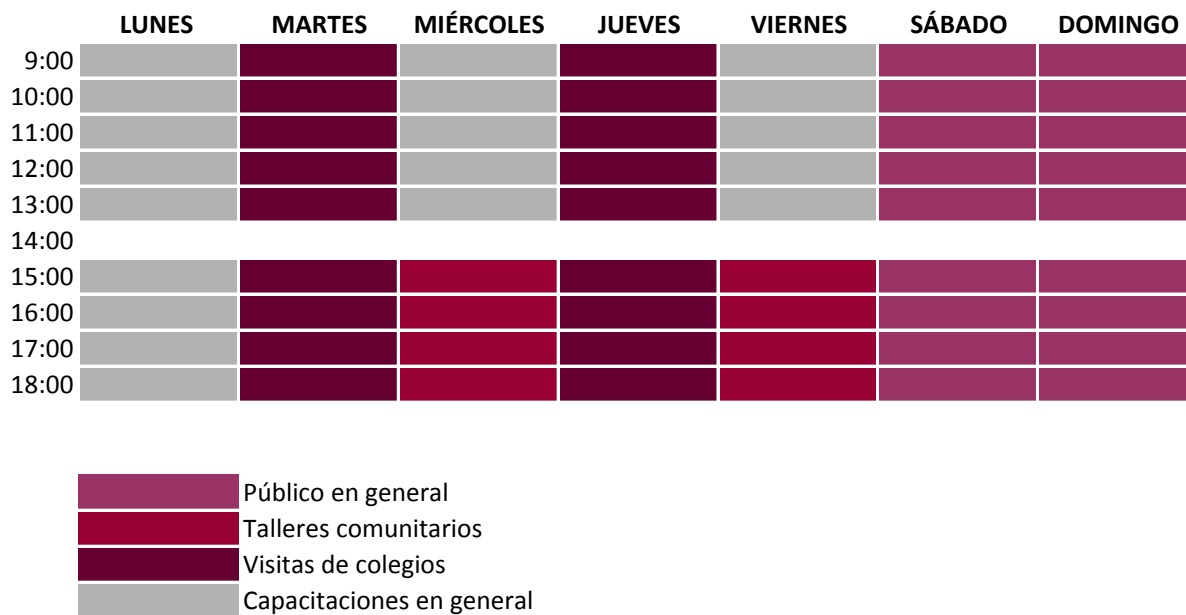 LUNES MARTES MIÉRCOLES JUEVES VIERNES SÁBADO DOMINGO
9:00
10:00
11:00
12:00
13:00
14:00
15:00
16:00
17:00
18:00
Público en general
Talleres comunitarios
Visitas de colegios
Capacitaciones en general